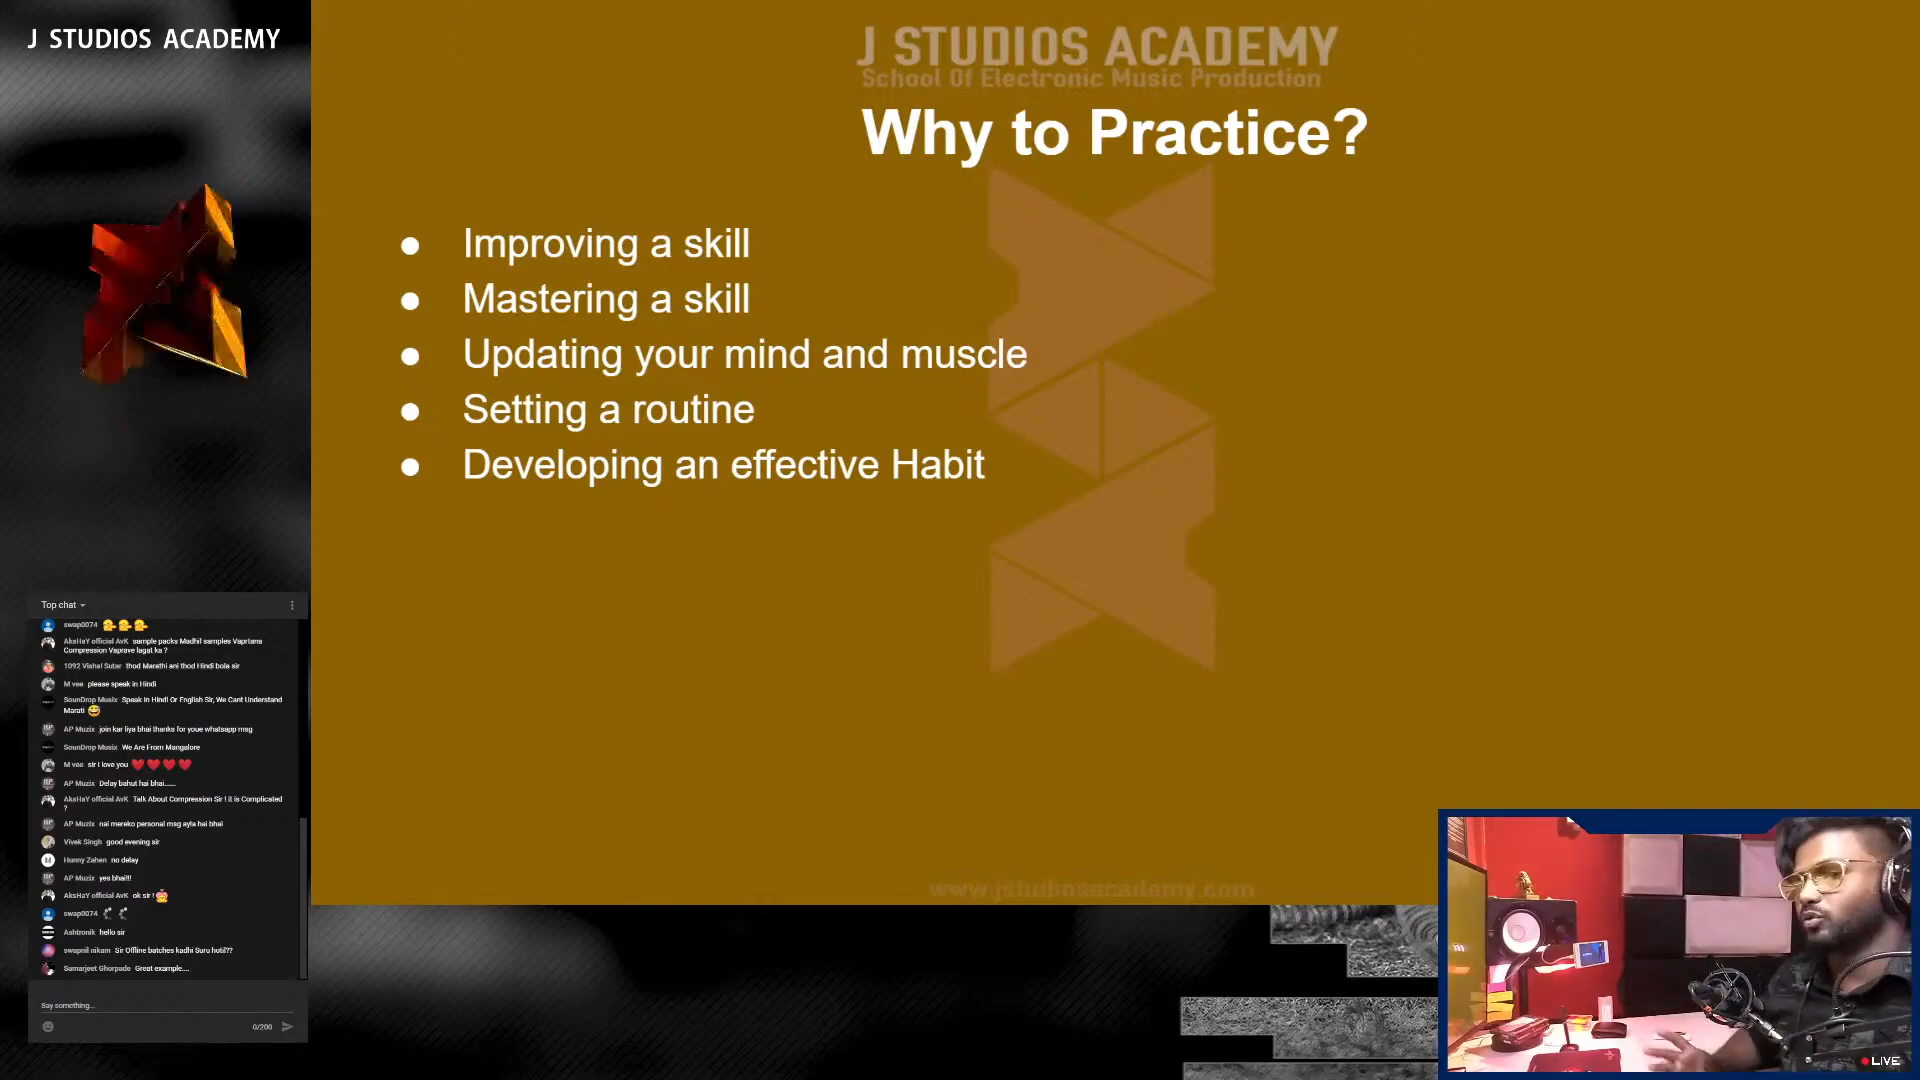 J STUDIOS ACADEMY
J STUDIOS ACADEMY
School Of Electronic Music Production
Why to Practice?
● Improving a skill
● Mastering a skill
● Updating your mind and muscle
● Setting a routine
● Developing an effective Habit
www.jstudiosacademy.com
Top chat
swap0074
AksHaY official AvK sample packs Madhil samples Vaprtana
Compression Vaprave lagat ka ?
1092 Vishal Sutar thod Marathi ani thod Hindi bola sir
M vee please speak in Hindi
SounDrop Musix Speak In Hindi Or English Sir, We Cant Understand
Marati
AP Muzix join kar liya bhai thanks for youe whatsapp msg
SounDrop Musix We Are From Mangalore
M vee sir I love you
AP Muzix Delay bahut hai bhai......
AksHaY official AvK Talk About Compression Sir ! it is Complicated
?
AP Muzix nai mereko personal msg ayla hai bhai
Vivek Singh good evening sir
Hunny Zahen no delay
AP Muzix yes bhai!!!
AksHaY official AvK ok sir !
swap0074
Ashtronik hello sir
swapnil nikam Sir Offline batches kadhi Suru hotil??
Samarjeet Ghorpade Great example....
Say something...
0/200
LIVE